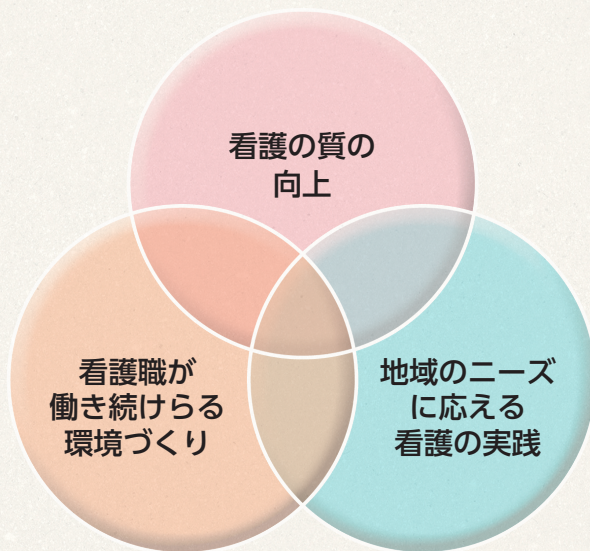 看護の質の
向上
看護職が
働き続けらる
環境づくり
地域のニーズ
に応える
看護の実践